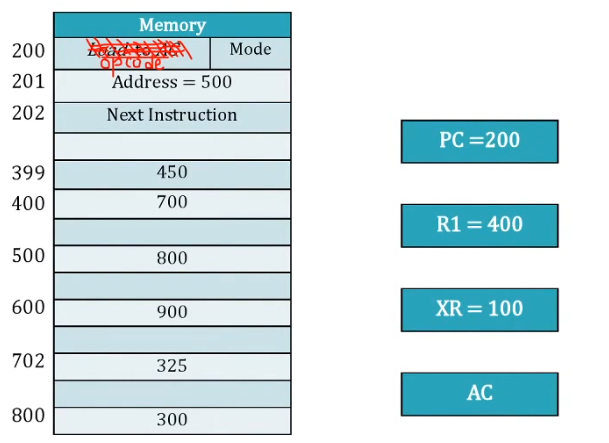 Memory
200 Mode
opcode.
201 Address = 500
202 Next Instruction
399 450
400 700
500 800
600 900
702 325
800 300
PC =200
R1 = 400
XR = 100
AC